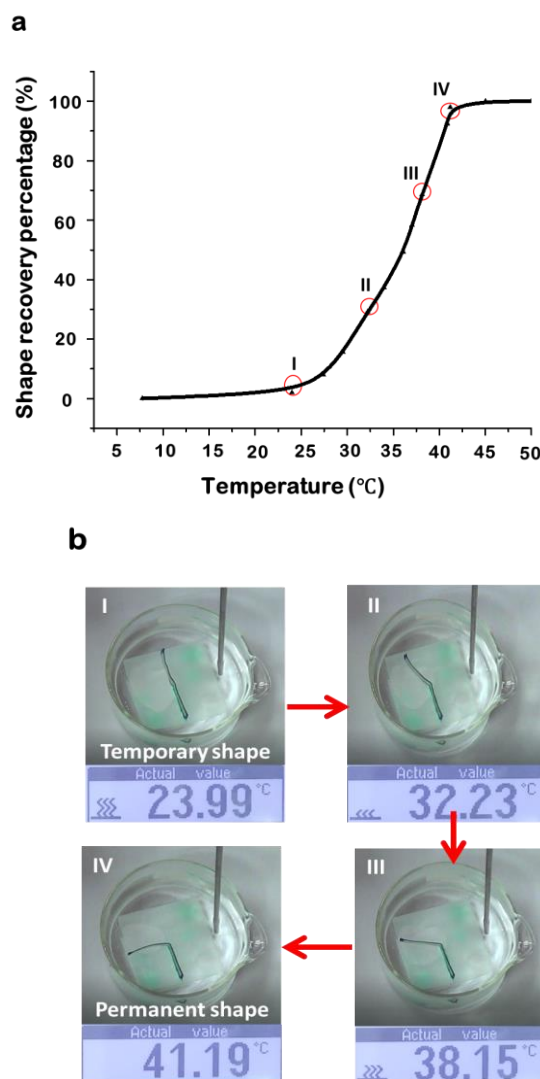 a
Shape recovery percentage (%)
100
80
60
40
20
0
I
II
III
IV
5 10 15 20 25 30 35 40 45 50
Temperature (℃)
b
I
Temporary shape
Actual value
23.99 °C
II
Actual value
32.23 °C
IV
Permanent shape
Actual value
41.19 °C
III
Actual value
38.15 °C